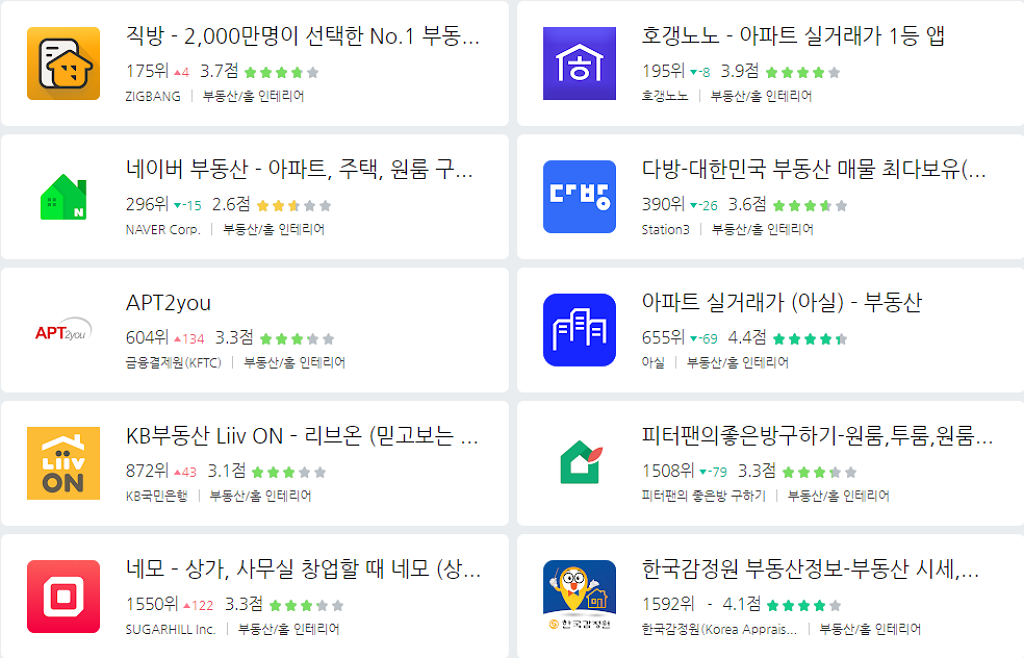 직방 - 2,000만명이 선택한 No.1 부동...
175위 4 3.7점
ZIGBANG | 부동산/홈 인테리어
호갱노노 - 아파트 실거래가 1등 앱
195위 -8 3.9점
호갱노노 | 부동산/홈 인테리어
N
네이버 부동산 - 아파트, 주택, 원룸 구...
296위 -15 2.6점
NAVER Corp. | 부동산/홈 인테리어
다방
다방-대한민국 부동산 매물 최다보유(...
390위 -26 3.6점
Station3 | 부동산/홈 인테리어
APT2you
APT2you
604위 134 3.3점
금융결제원(KFTC) | 부동산/홈 인테리어
아파트 실거래가 (아실) - 부동산
655위 -69 4.4점
아실 | 부동산/홈 인테리어
Liiv
ON
KB부동산 Liiv ON - 리브온 (믿고보는 ...
872위 43 3.1점
KB국민은행 | 부동산/홈 인테리어
피터팬의좋은방구하기-원룸,투룸,원룸...
1508위 -79 3.3점
피터팬의 좋은방 구하기 | 부동산/홈 인테리어
네모 - 상가, 사무실 창업할 때 네모 (상...
1550위 122 3.3점
SUGARHILL Inc. | 부동산/홈 인테리어
한국감정원
한국감정원 부동산정보-부동산 시세,...
1592위 - 4.1점
한국감정원(Korea Apprais... | 부동산/홈 인테리어